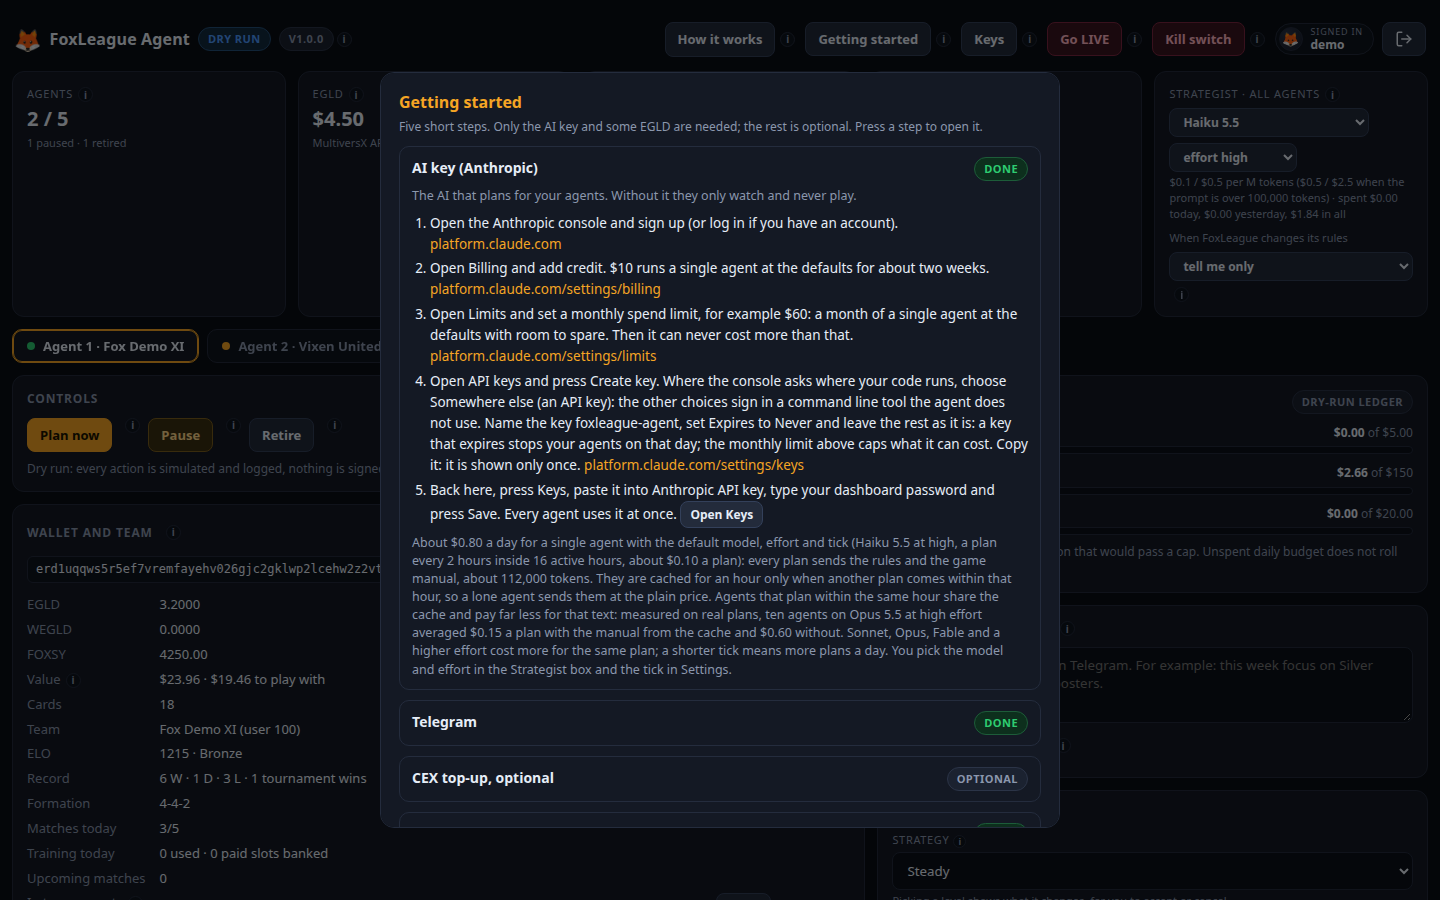 FoxLeague Agent DRY RUN V1.0.0 i
How it works i Getting started i Keys i Go LIVE i Kill switch i SIGNED IN demo
AGENTS i
2 / 5
1 paused · 1 retired
EGLD i
$4.50
MultiversX
STRATEGIST · ALL AGENTS i
Haiku 5.5
effort high
$0.1 / $0.5 per M tokens ($0.5 / $2.5 when the
prompt is over 100,000 tokens) · spent $0.00
today, $0.00 yesterday, $1.84 in all
When FoxLeague changes its rules
tell me only
i
Agent 1 · Fox Demo XI
Agent 2 · Vixen United
Getting started
Five short steps. Only the AI key and some EGLD are needed; the rest is optional. Press a step to open it.
AI key (Anthropic) DONE
The AI that plans for your agents. Without it they only watch and never play.
1. Open the Anthropic console and sign up (or log in if you have an account).
platform.claude.com
2. Open Billing and add credit. $10 runs a single agent at the defaults for about two weeks.
platform.claude.com/settings/billing
3. Open Limits and set a monthly spend limit, for example $60: a month of a single agent at the
defaults with room to spare. Then it can never cost more than that.
platform.claude.com/settings/limits
4. Open API keys and press Create key. Where the console asks where your code runs, choose
Somewhere else (an API key): the other choices sign in a command line tool the agent does
not use. Name the key foxleague-agent, set Expires to Never and leave the rest as it is: a key
that expires stops your agents on that day; the monthly limit above caps what it can cost. Copy
it: it is shown only once. platform.claude.com/settings/keys
5. Back here, press Keys, paste it into Anthropic API key, type your dashboard password and
press Save. Every agent uses it at once. Open Keys
About $0.80 a day for a single agent with the default model, effort and tick (Haiku 5.5 at high, a plan
every 2 hours inside 16 active hours, about $0.10 a plan): every plan sends the rules and the game
manual, about 112,000 tokens. They are cached for an hour only when another plan comes within that
hour, so a lone agent sends them at the plain price. Agents that plan within the same hour share the
cache and pay far less for that text: measured on real plans, ten agents on Opus 5.5 at high effort
averaged $0.15 a plan with the manual from the cache and $0.60 without. Sonnet, Opus, Fable and a
higher effort cost more for the same plan; a shorter tick means more plans a day. You pick the model
and effort in the Strategist box and the tick in Settings.
Telegram DONE
CEX top-up, optional OPTIONAL
CONTROLS
Plan now i Pause i Retire i
Dry run: every action is simulated and logged, nothing is signed
WALLET AND TEAM i
erd1uqqws5r5ef7vremfayehv026gjc2gklwp2lcehw2z2vt
EGLD 3.2000
WEGLD 0.0000
FOXSY 4250.00
Value i $23.96 · $19.46 to play with
Cards 18
Team Fox Demo XI (user 100)
ELO 1215 · Bronze
Record 6 W · 1 D · 3 L · 1 tournament wins
Formation 4-4-2
Matches today 3/5
Training today 0 used · 0 paid slots banked
Upcoming matches 0
DRY-RUN LEDGER
$0.00 of $5.00
$2.66 of $150
$0.00 of $20.00
on that would pass a cap. Unspent daily budget does not roll
i
n Telegram. For example: this week focus on Silver
osters.
i
STRATEGY i
Steady